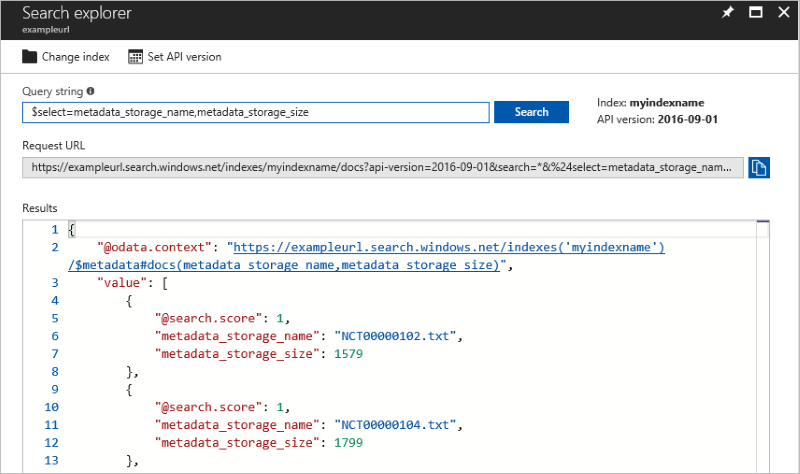 Search explorer
exampleurl
Change index
Set API version
Query string
$select=metadata_storage_name,metadata_storage_size
Search
Index: myindexname
API version: 2016-09-01
Request URL
https://exampleurl.search.windows.net/indexes/myindexname/docs?api-version=2016-09-01&search=*&%24select=metadata_storage_nam...
Results
1 {
2 "@odata.context": "https://exampleurl.search.windows.net/indexes('myindexname')
/$metadata#docs(metadata_storage_name,metadata_storage_size)",
3 "value": [
4 {
5 "@search.score": 1,
6 "metadata_storage_name": "NCT00000102.txt",
7 "metadata_storage_size": 1579
8 },
9 {
10 "@search.score": 1,
11 "metadata_storage_name": "NCT00000104.txt",
12 "metadata_storage_size": 1799
13 },